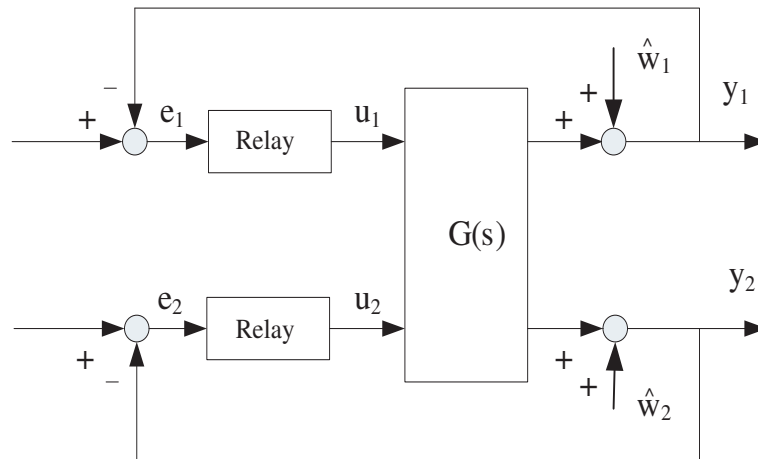 ŵ₁
y₁
−
+
+
+
e₁
Relay
u₁
G(s)
y₂
e₂
Relay
u₂
+
−
+
+
ŵ₂